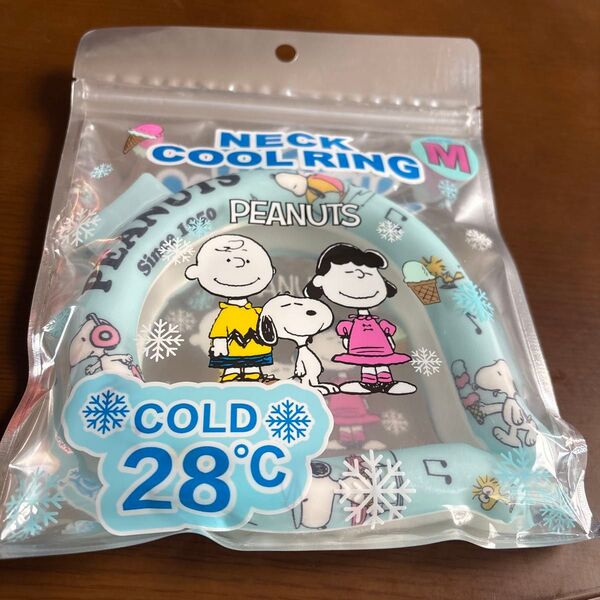 NECK
COOL RING
M
PEANUTS
Since 1950
PEANUTS
COLD
28°C